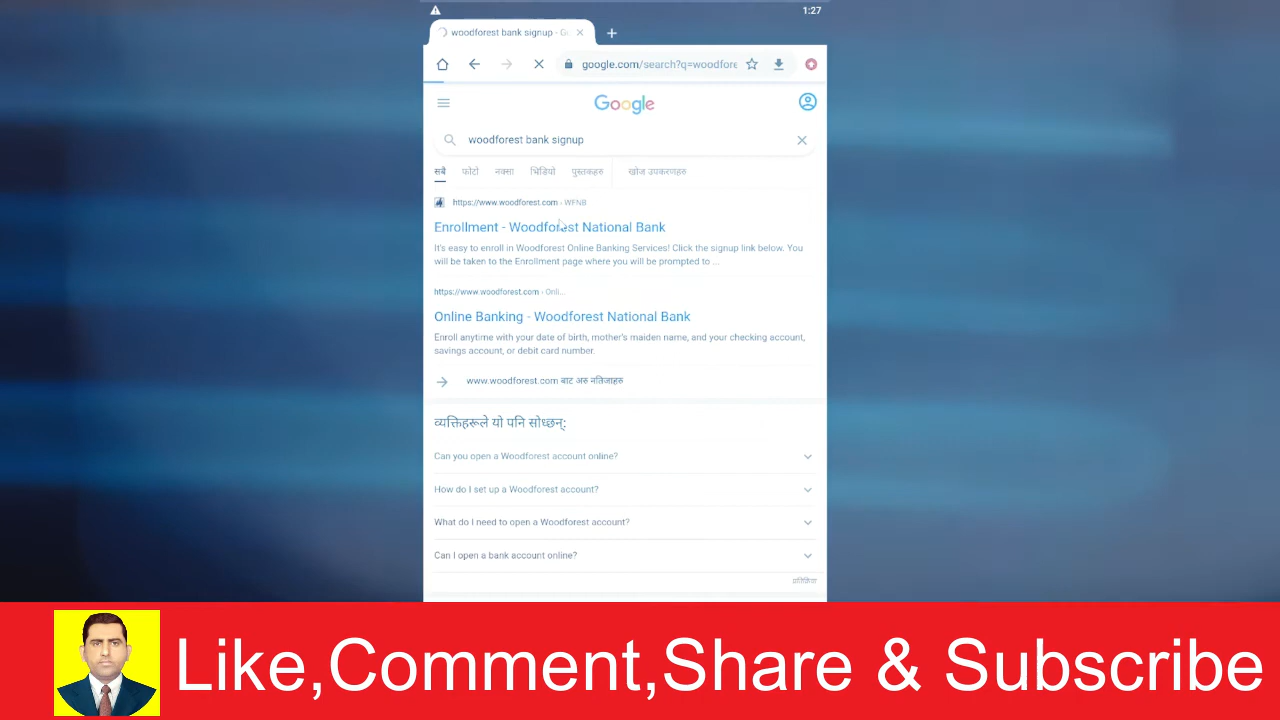 1:27
woodforest bank signup - Go
google.com/search?q=woodfore
Google
woodforest bank signup
सबै फोटो नक्सा भिडियो पुस्तकहरू खोज उपकरणहरू
https://www.woodforest.com › WFNB
Enrollment - Woodforest National Bank
It's easy to enroll in Woodforest Online Banking Services! Click the signup link below. You
will be taken to the Enrollment page where you will be prompted to ...
https://www.woodforest.com › Onli...
Online Banking - Woodforest National Bank
Enroll anytime with your date of birth, mother's maiden name, and your checking account,
savings account, or debit card number.
www.woodforest.com बाट अरु नतिजाहरु
व्यक्तिहरूले यो पनि सोध्छन्:
Can you open a Woodforest account online?
How do I set up a Woodforest account?
What do I need to open a Woodforest account?
Can I open a bank account online?
प्रतिक्रिया
Like,Comment,Share & Subscribe